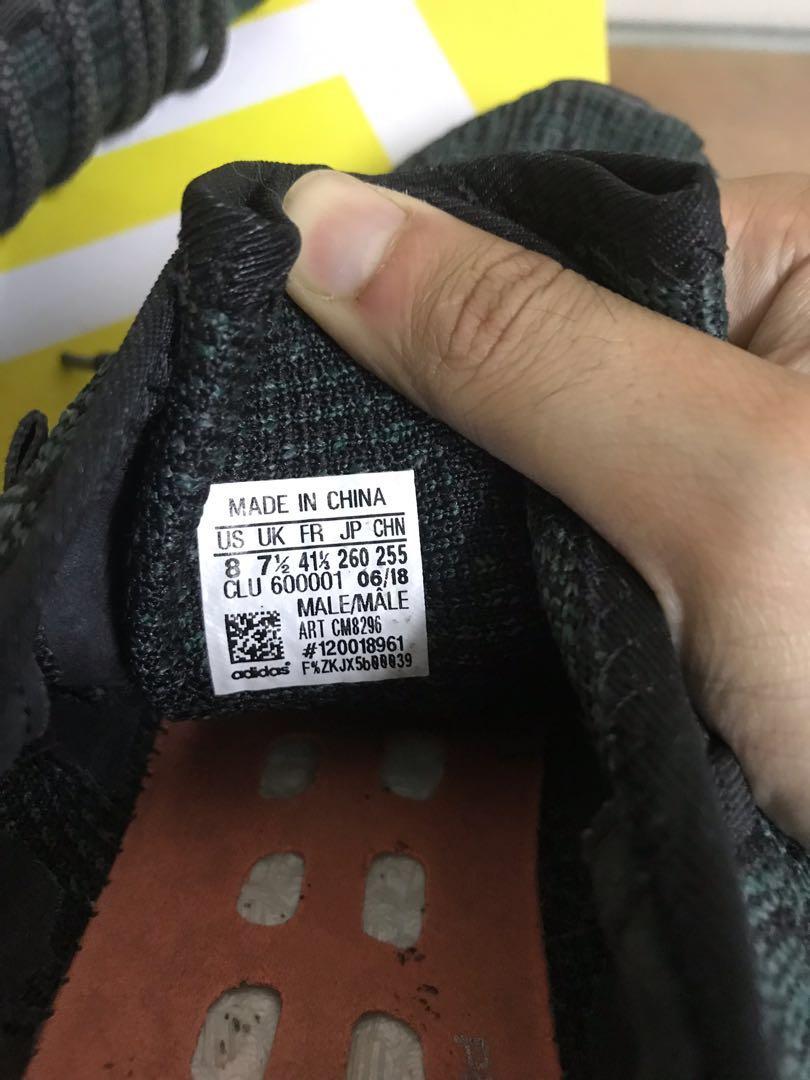 MADE IN CHINA
US UK FR JP CHN
8 7½ 41⅓ 260 255
CLU 600001 06/18
MALE/MÂLE
ART CM8296
#120018961
adidas® F%ZKJX5b00039